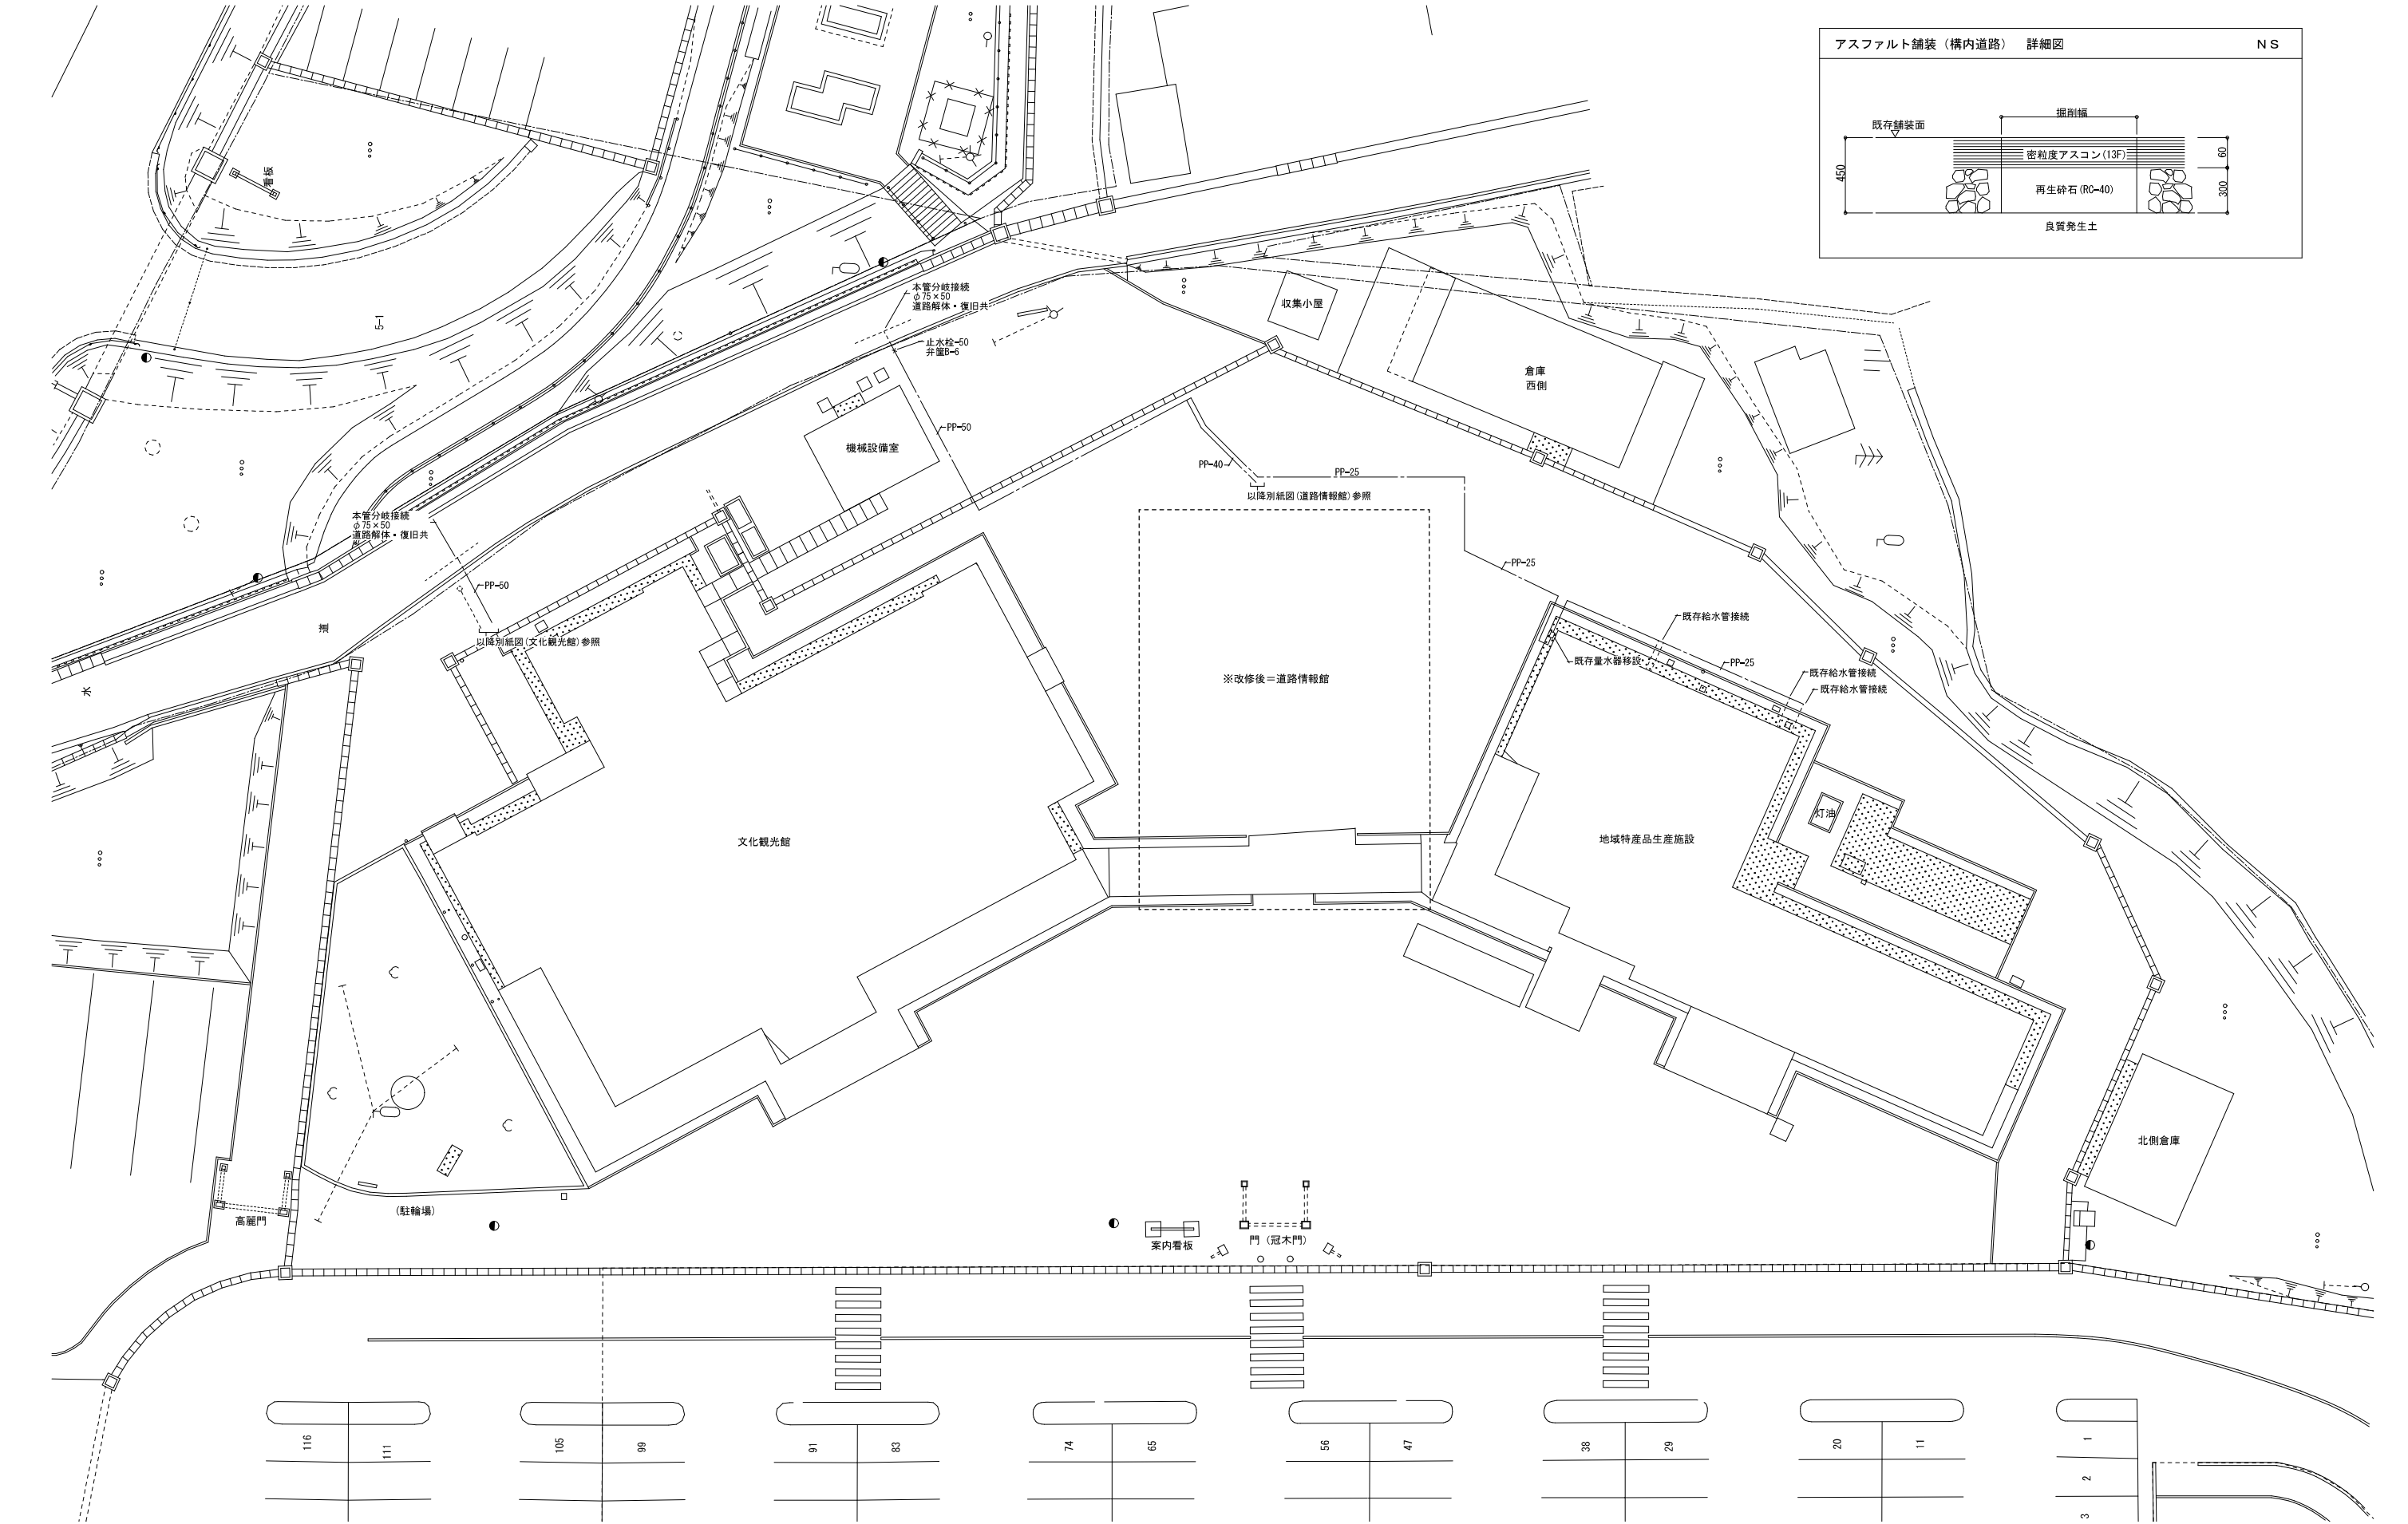 アスファルト舗装（構内道路） 詳細図 NS
掘削幅
既存舗装面
密粒度アスコン(13F)
60
450
再生砕石(RC-40)
300
良質発生土
看板
5-1
本管分岐接続
φ75×50
道路解体・復旧共
止水栓-50
弁筐B-6
収集小屋
倉庫
西側
機械設備室
PP-50
PP-40
PP-25
以降別紙図(道路情報館)参照
本管分岐接続
φ75×50
道路解体・復旧共
PP-50
PP-25
以降別紙図(文化観光館)参照
道
水
既存給水管接続
既存量水器移設
PP-25
既存給水管接続
既存給水管接続
※改修後＝道路情報館
灯油
文化観光館
地域特産品生産施設
北側倉庫
高麗門
(駐輪場)
案内看板
門（冠木門）
116
111
105
99
91
83
74
65
56
47
38
29
20
11
1
2
3